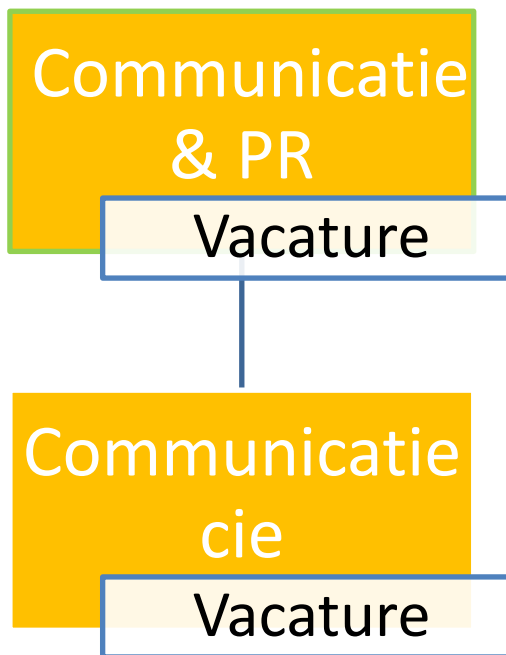 Communicatie
& PR
Vacature
Communicatie
cie
Vacature